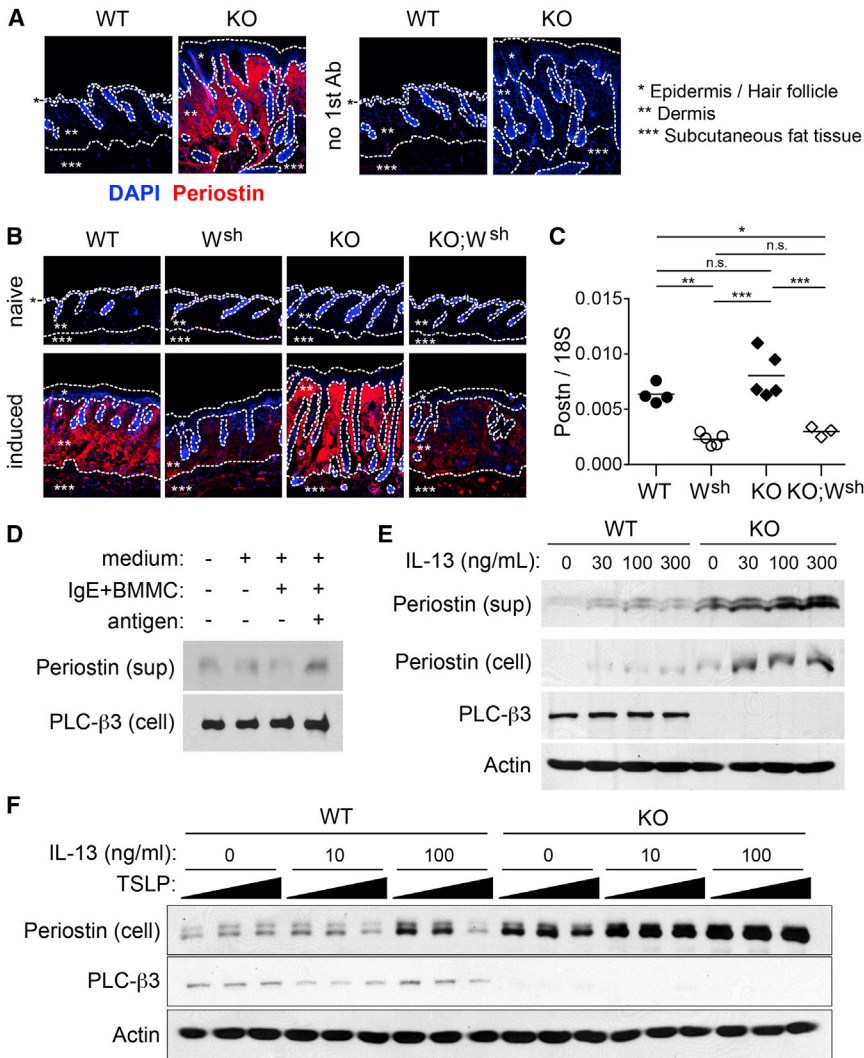 A
WT KO WT KO
no 1st Ab
* ** *** * ** *** * ** *** * **
* Epidermis / Hair follicle
** Dermis
*** Subcutaneous fat tissue
DAPI Periostin
B
WT Wsh KO KO;Wsh
naive
* ** *** ** *** ** *** ** ***
induced
* ** *** * ** *** * ** *** * ** ***
C
*
n.s.
n.s.
** *** ***
Postn / 18S
0.015
0.010
0.005
0.000
WT Wsh KO KO;Wsh
D
medium: - + + +
IgE+BMMC: - - + +
antigen: - - - +
Periostin (sup)
PLC-β3 (cell)
E
WT KO
IL-13 (ng/mL): 0 30 100 300 0 30 100 300
Periostin (sup)
Periostin (cell)
PLC-β3
Actin
F
WT KO
IL-13 (ng/ml): 0 10 100 0 10 100
TSLP:
Periostin (cell)
PLC-β3
Actin